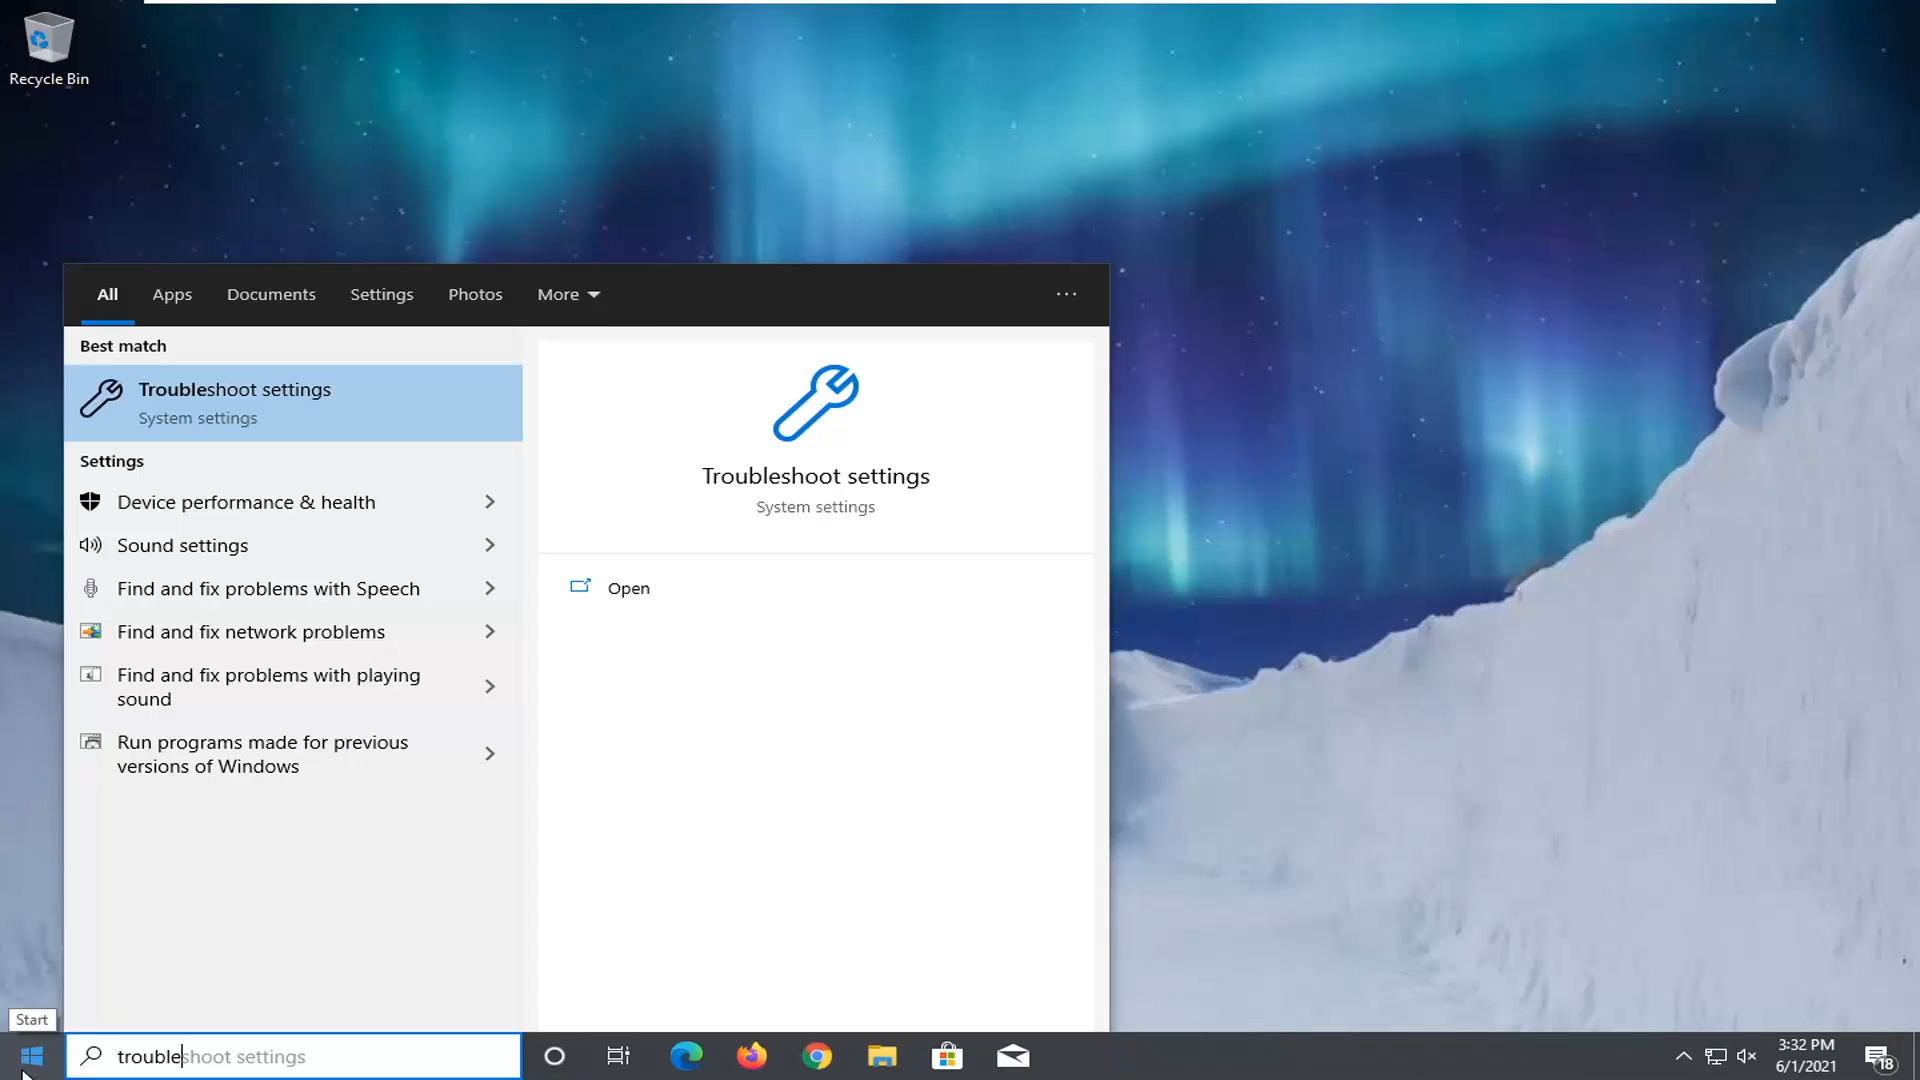 Recycle Bin
All Apps Documents Settings Photos More ...
Best match
Troubleshoot settings
System settings
Settings
Device performance & health
Sound settings
Find and fix problems with Speech
Find and fix network problems
Find and fix problems with playing
sound
Run programs made for previous
versions of Windows
Troubleshoot settings
System settings
Open
Start
troubleshoot settings
3:32 PM
6/1/2021
18